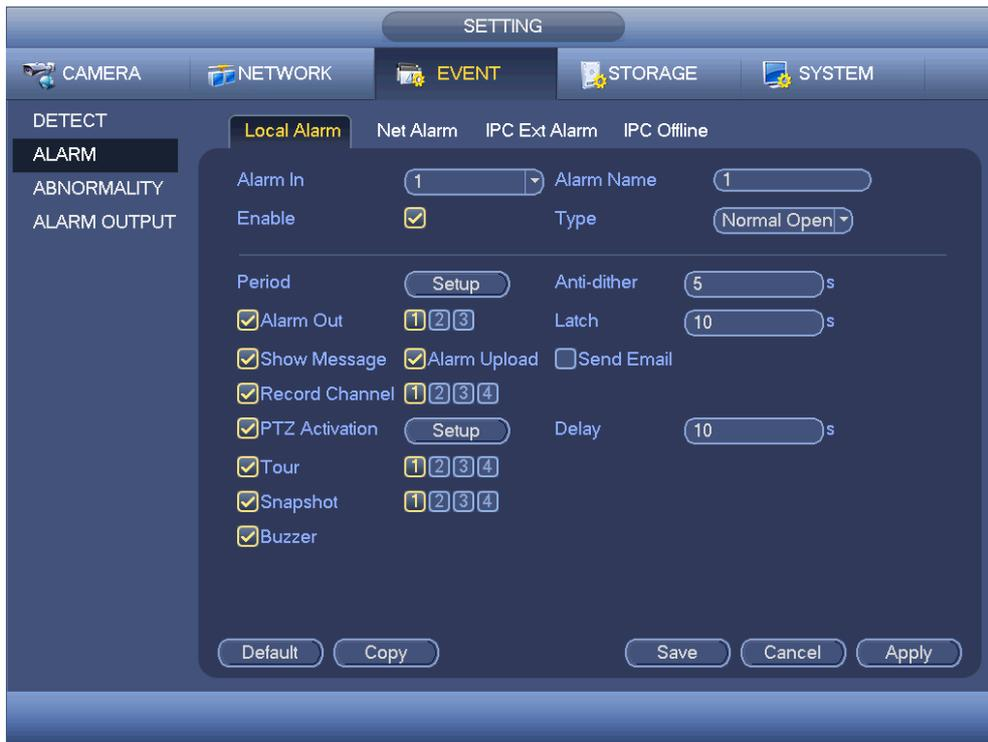 SETTING
CAMERA NETWORK EVENT STORAGE SYSTEM
DETECT
ALARM
ABNORMALITY
ALARM OUTPUT
Local Alarm Net Alarm IPC Ext Alarm IPC Offline
Alarm In 1 Alarm Name 1
Enable Type Normal Open
Period Setup Anti-dither 5 s
Alarm Out 1 2 3 Latch 10 s
Show Message Alarm Upload Send Email
Record Channel 1 2 3 4
PTZ Activation Setup Delay 10 s
Tour 1 2 3 4
Snapshot 1 2 3 4
Buzzer
Default Copy Save Cancel Apply